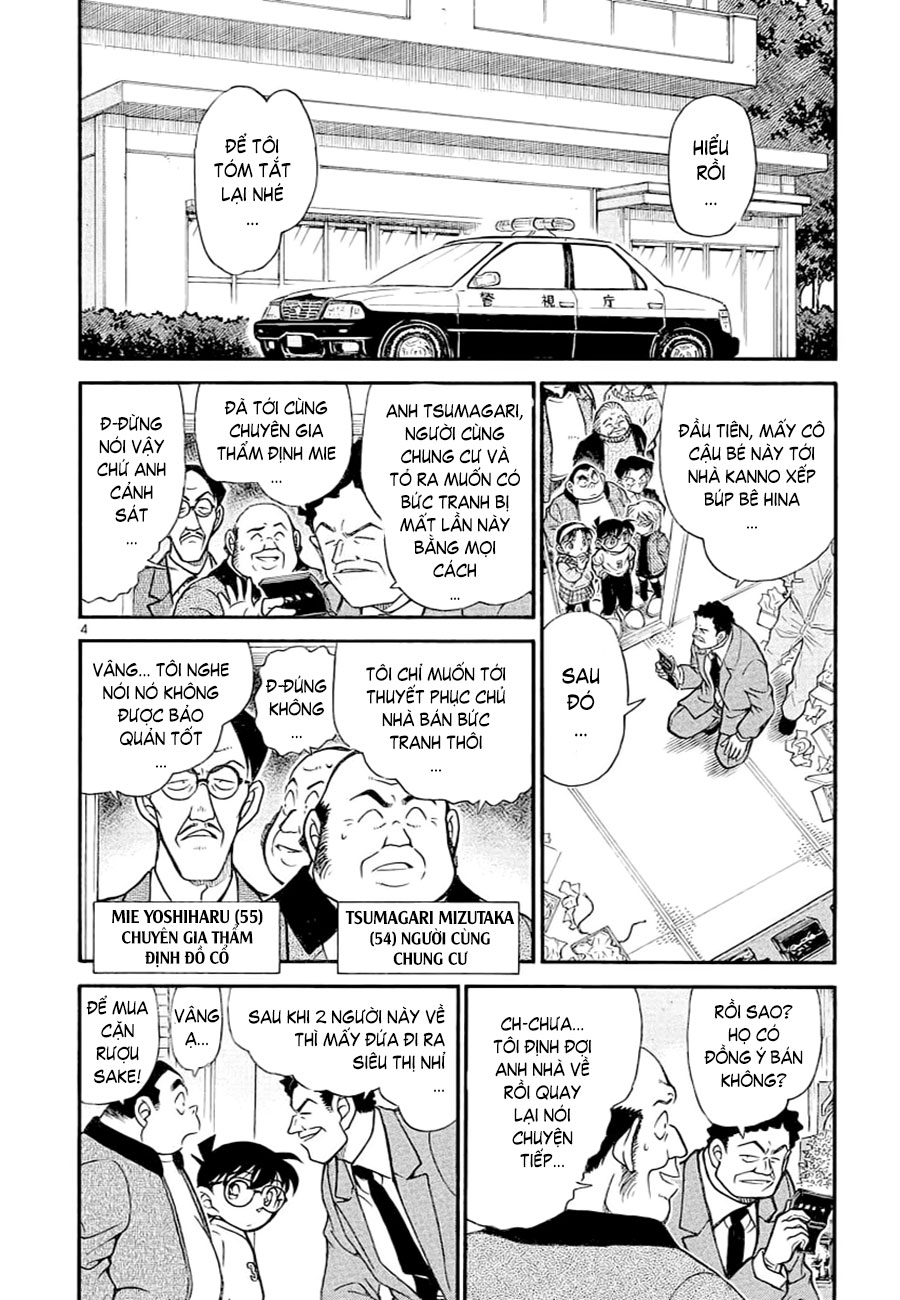 HIỂU
RỒI
...
ĐỂ TÔI
TÓM TẮT
LẠI NHÉ
...
警視庁
ĐẦU TIÊN, MẤY CÔ
CẬU BÉ NÀY TỚI
NHÀ KANNO XẾP
BÚP BÊ HINA
...
SAU
ĐÓ
...
ANH TSUMAGARI,
NGƯỜI CÙNG
CHUNG CƯ VÀ
TỎ RA MUỐN CÓ
BỨC TRANH BỊ
MẤT LẦN NÀY
BẰNG MỌI
CÁCH
...
ĐÃ TỚI CÙNG
CHUYÊN GIA
THẨM ĐỊNH MIE
...
Đ-ĐỪNG
NÓI VẬY
CHỨ ANH
CẢNH
SÁT
...
4
TÔI CHỈ MUỐN TỚI
THUYẾT PHỤC CHỦ
NHÀ BÁN BỨC
TRANH THÔI
...
Đ-ĐÚNG
KHÔNG
...
VÂNG... TÔI NGHE
NÓI NÓ KHÔNG
ĐƯỢC BẢO
QUẢN TỐT
...
TSUMAGARI MIZUTAKA
(54) NGƯỜI CÙNG
CHUNG CƯ
MIE YOSHIHARU (55)
CHUYÊN GIA THẨM
ĐỊNH ĐỒ CỔ
RỒI SAO?
HỌ CÓ
ĐỒNG Ý BÁN
KHÔNG?
CH-CHƯA...
TÔI ĐỊNH ĐỢI
ANH NHÀ VỀ
RỒI QUAY
LẠI NÓI
CHUYỆN
TIẾP...
SAU KHI 2 NGƯỜI NÀY VỀ
THÌ MẤY ĐỨA ĐI RA
SIÊU THỊ NHỈ
...
VÂNG
Ạ...
ĐỂ MUA
CẶN
RƯỢU
SAKE!